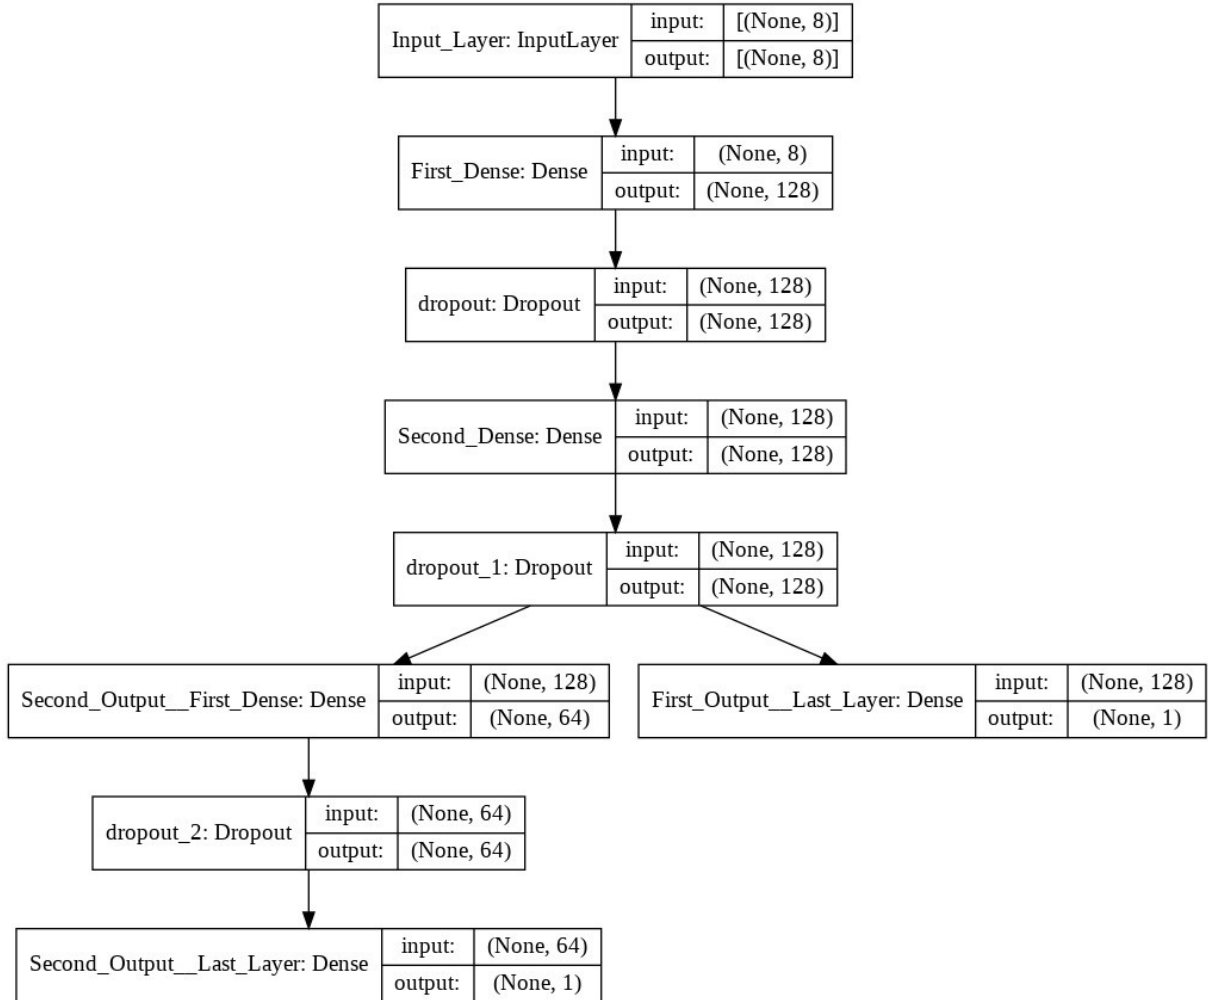 Input_Layer: InputLayer
input:
[(None, 8)]
output:
[(None, 8)]
First_Dense: Dense
input:
(None, 8)
output:
(None, 128)
dropout: Dropout
input:
(None, 128)
output:
(None, 128)
Second_Dense: Dense
input:
(None, 128)
output:
(None, 128)
dropout_1: Dropout
input:
(None, 128)
output:
(None, 128)
Second_Output__First_Dense: Dense
input:
(None, 128)
output:
(None, 64)
First_Output__Last_Layer: Dense
input:
(None, 128)
output:
(None, 1)
dropout_2: Dropout
input:
(None, 64)
output:
(None, 64)
Second_Output__Last_Layer: Dense
input:
(None, 64)
output:
(None, 1)